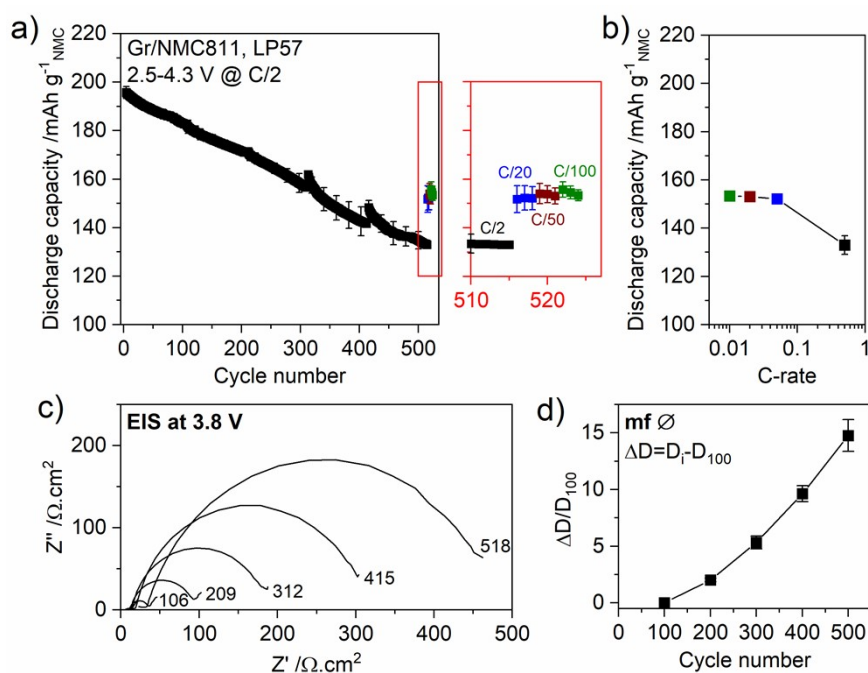 a)
Gr/NMC811, LP57
2.5-4.3 V @ C/2
Discharge capacity /mAh g⁻¹NMC
220
200
180
160
140
120
100
0 100 200 300 400 500
Cycle number
C/20
C/100
C/50
C/2
510 520
b)
Discharge capacity /mAh g⁻¹NMC
220
200
180
160
140
120
100
0.01 0.1 1
C-rate
c)
EIS at 3.8 V
Z'' /Ω.cm²
200
100
0
106 209 312 415 518
0 100 200 300 400 500
Z' /Ω.cm²
d)
mf Ø
ΔD=Dᵢ-D₁₀₀
ΔD/D₁₀₀
15
10
5
0
0 100 200 300 400 500
Cycle number